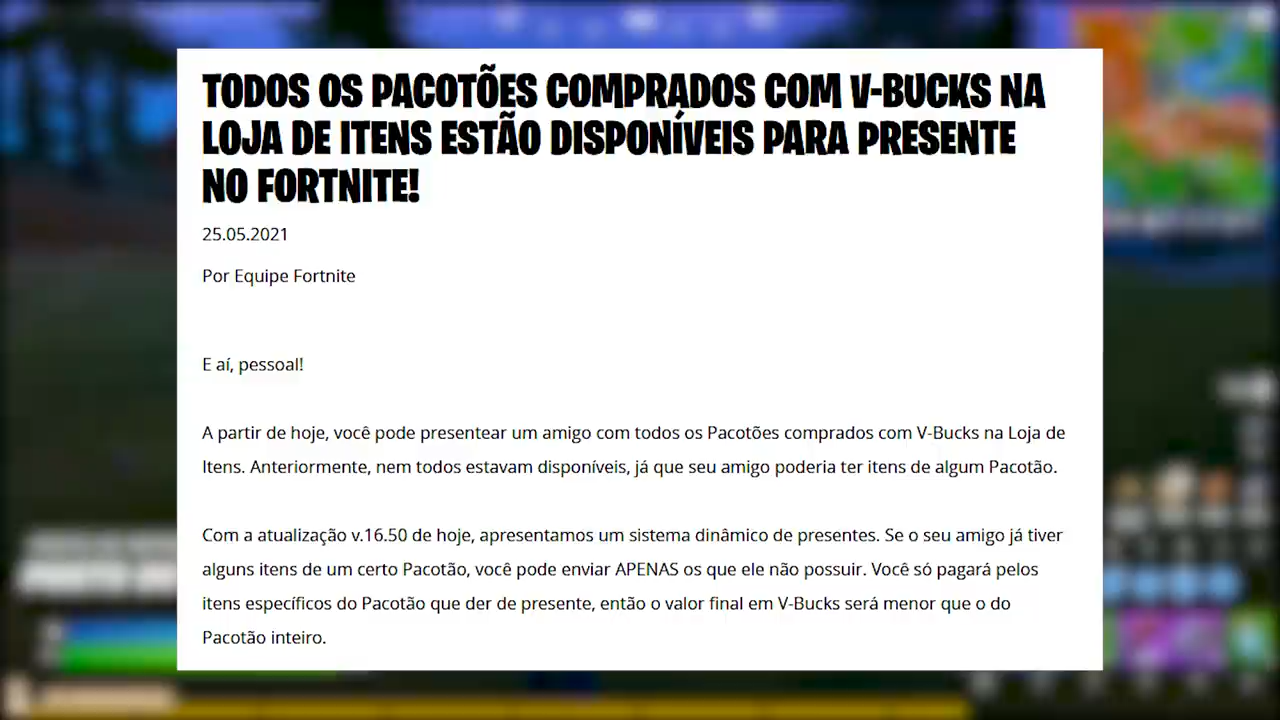 TODOS OS PACOTÕES COMPRADOS COM V-BUCKS NA
LOJA DE ITENS ESTÃO DISPONÍVEIS PARA PRESENTE
NO FORTNITE!
25.05.2021
Por Equipe Fortnite
E aí, pessoal!
A partir de hoje, você pode presentear um amigo com todos os Pacotões comprados com V-Bucks na Loja de
Itens. Anteriormente, nem todos estavam disponíveis, já que seu amigo poderia ter itens de algum Pacotão.
Com a atualização v.16.50 de hoje, apresentamos um sistema dinâmico de presentes. Se o seu amigo já tiver
alguns itens de um certo Pacotão, você pode enviar APENAS os que ele não possuir. Você só pagará pelos
itens específicos do Pacotão que der de presente, então o valor final em V-Bucks será menor que o do
Pacotão inteiro.